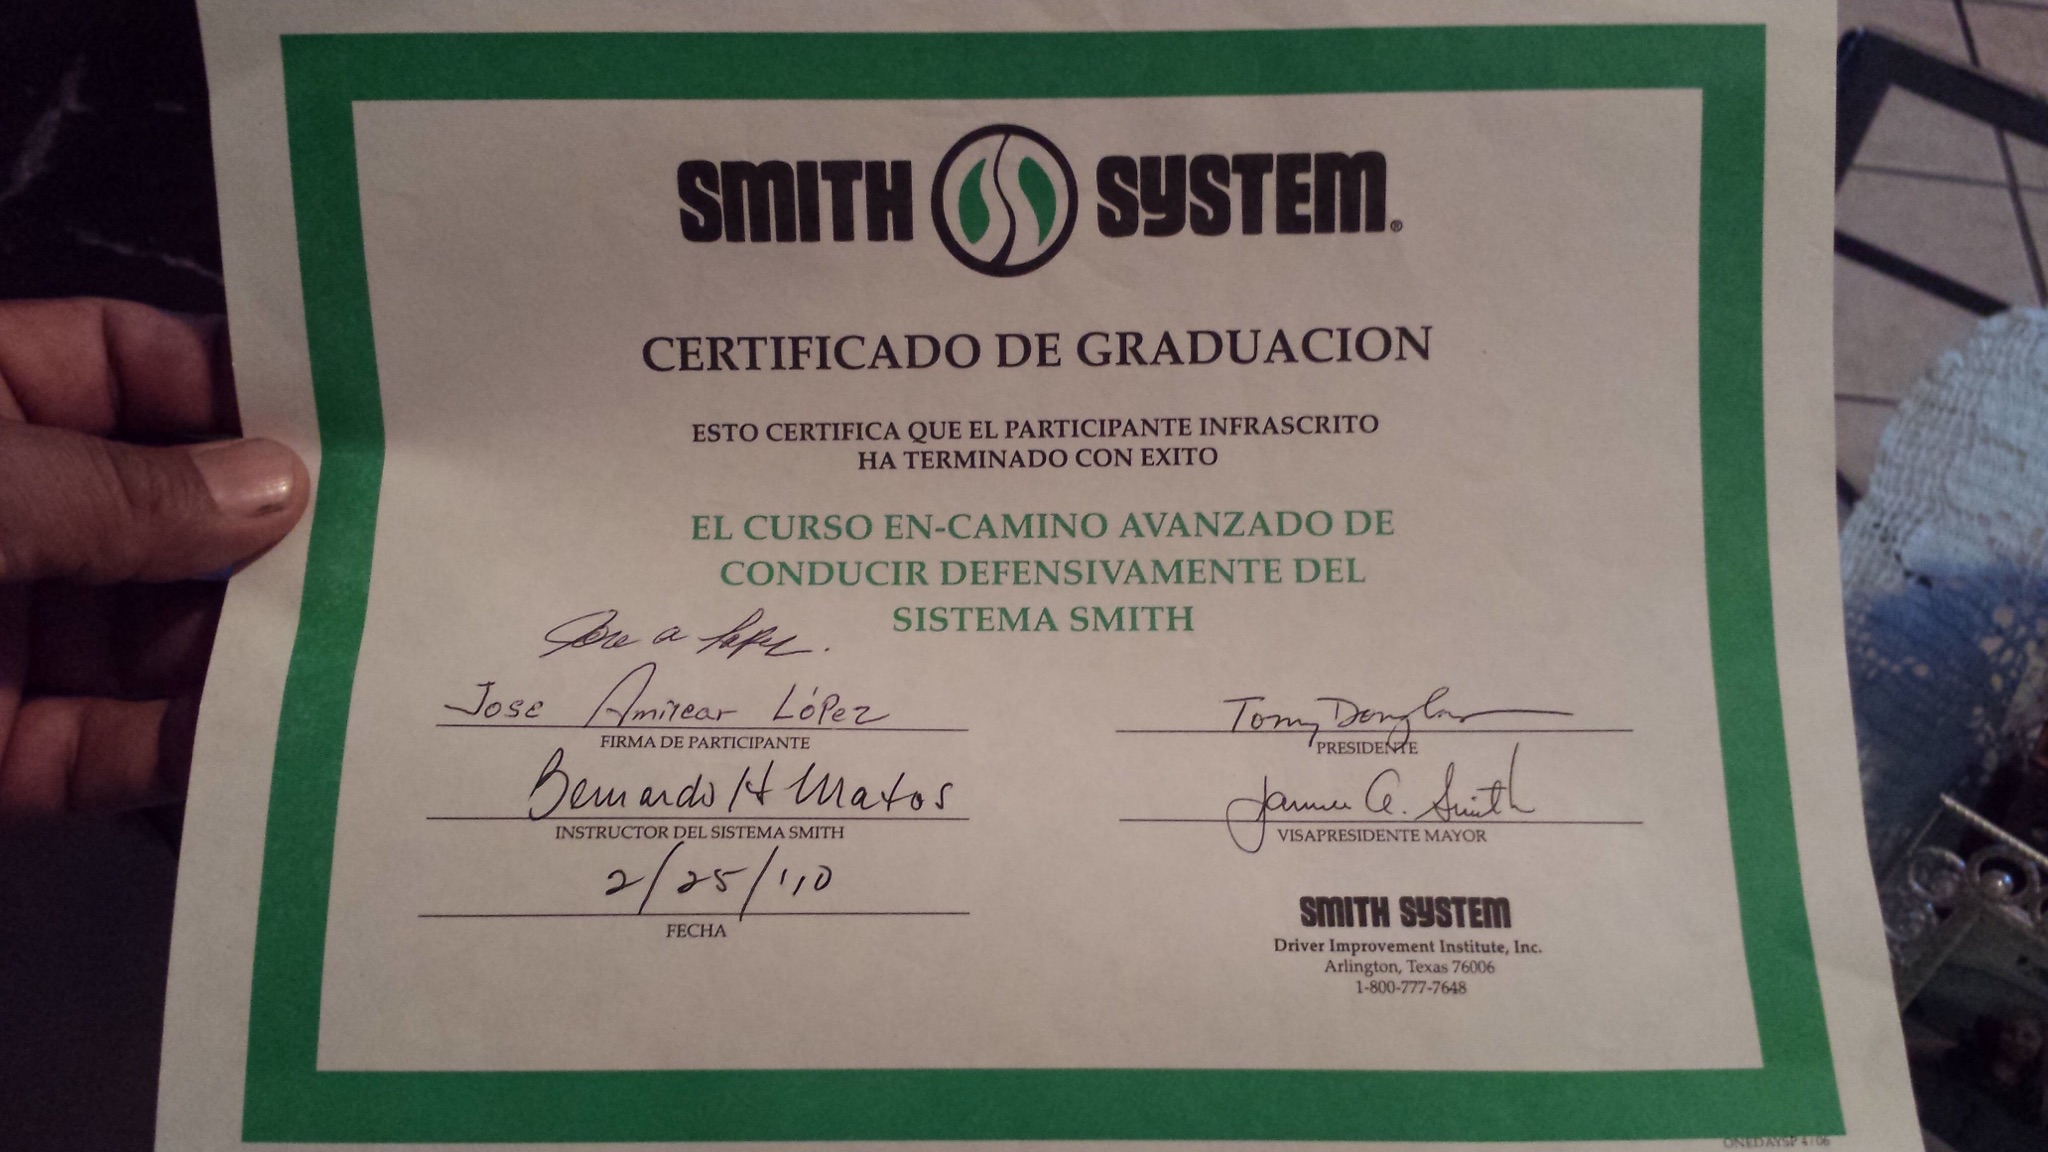 SMITH SYSTEM®
CERTIFICADO DE GRADUACION
ESTO CERTIFICA QUE EL PARTICIPANTE INFRASCRITO
HA TERMINADO CON EXITO
EL CURSO EN-CAMINO AVANZADO DE
CONDUCIR DEFENSIVAMENTE DEL
SISTEMA SMITH
Jose a Lopez.
Jose Amilcar López
FIRMA DE PARTICIPANTE
Tony Douglas
PRESIDENTE
Bernardo H Matos
INSTRUCTOR DEL SISTEMA SMITH
James A. Smith
VISAPRESIDENTE MAYOR
2/25/10
FECHA
SMITH SYSTEM
Driver Improvement Institute, Inc.
Arlington, Texas 76006
1-800-777-7648
ONEDAYSP 4/06